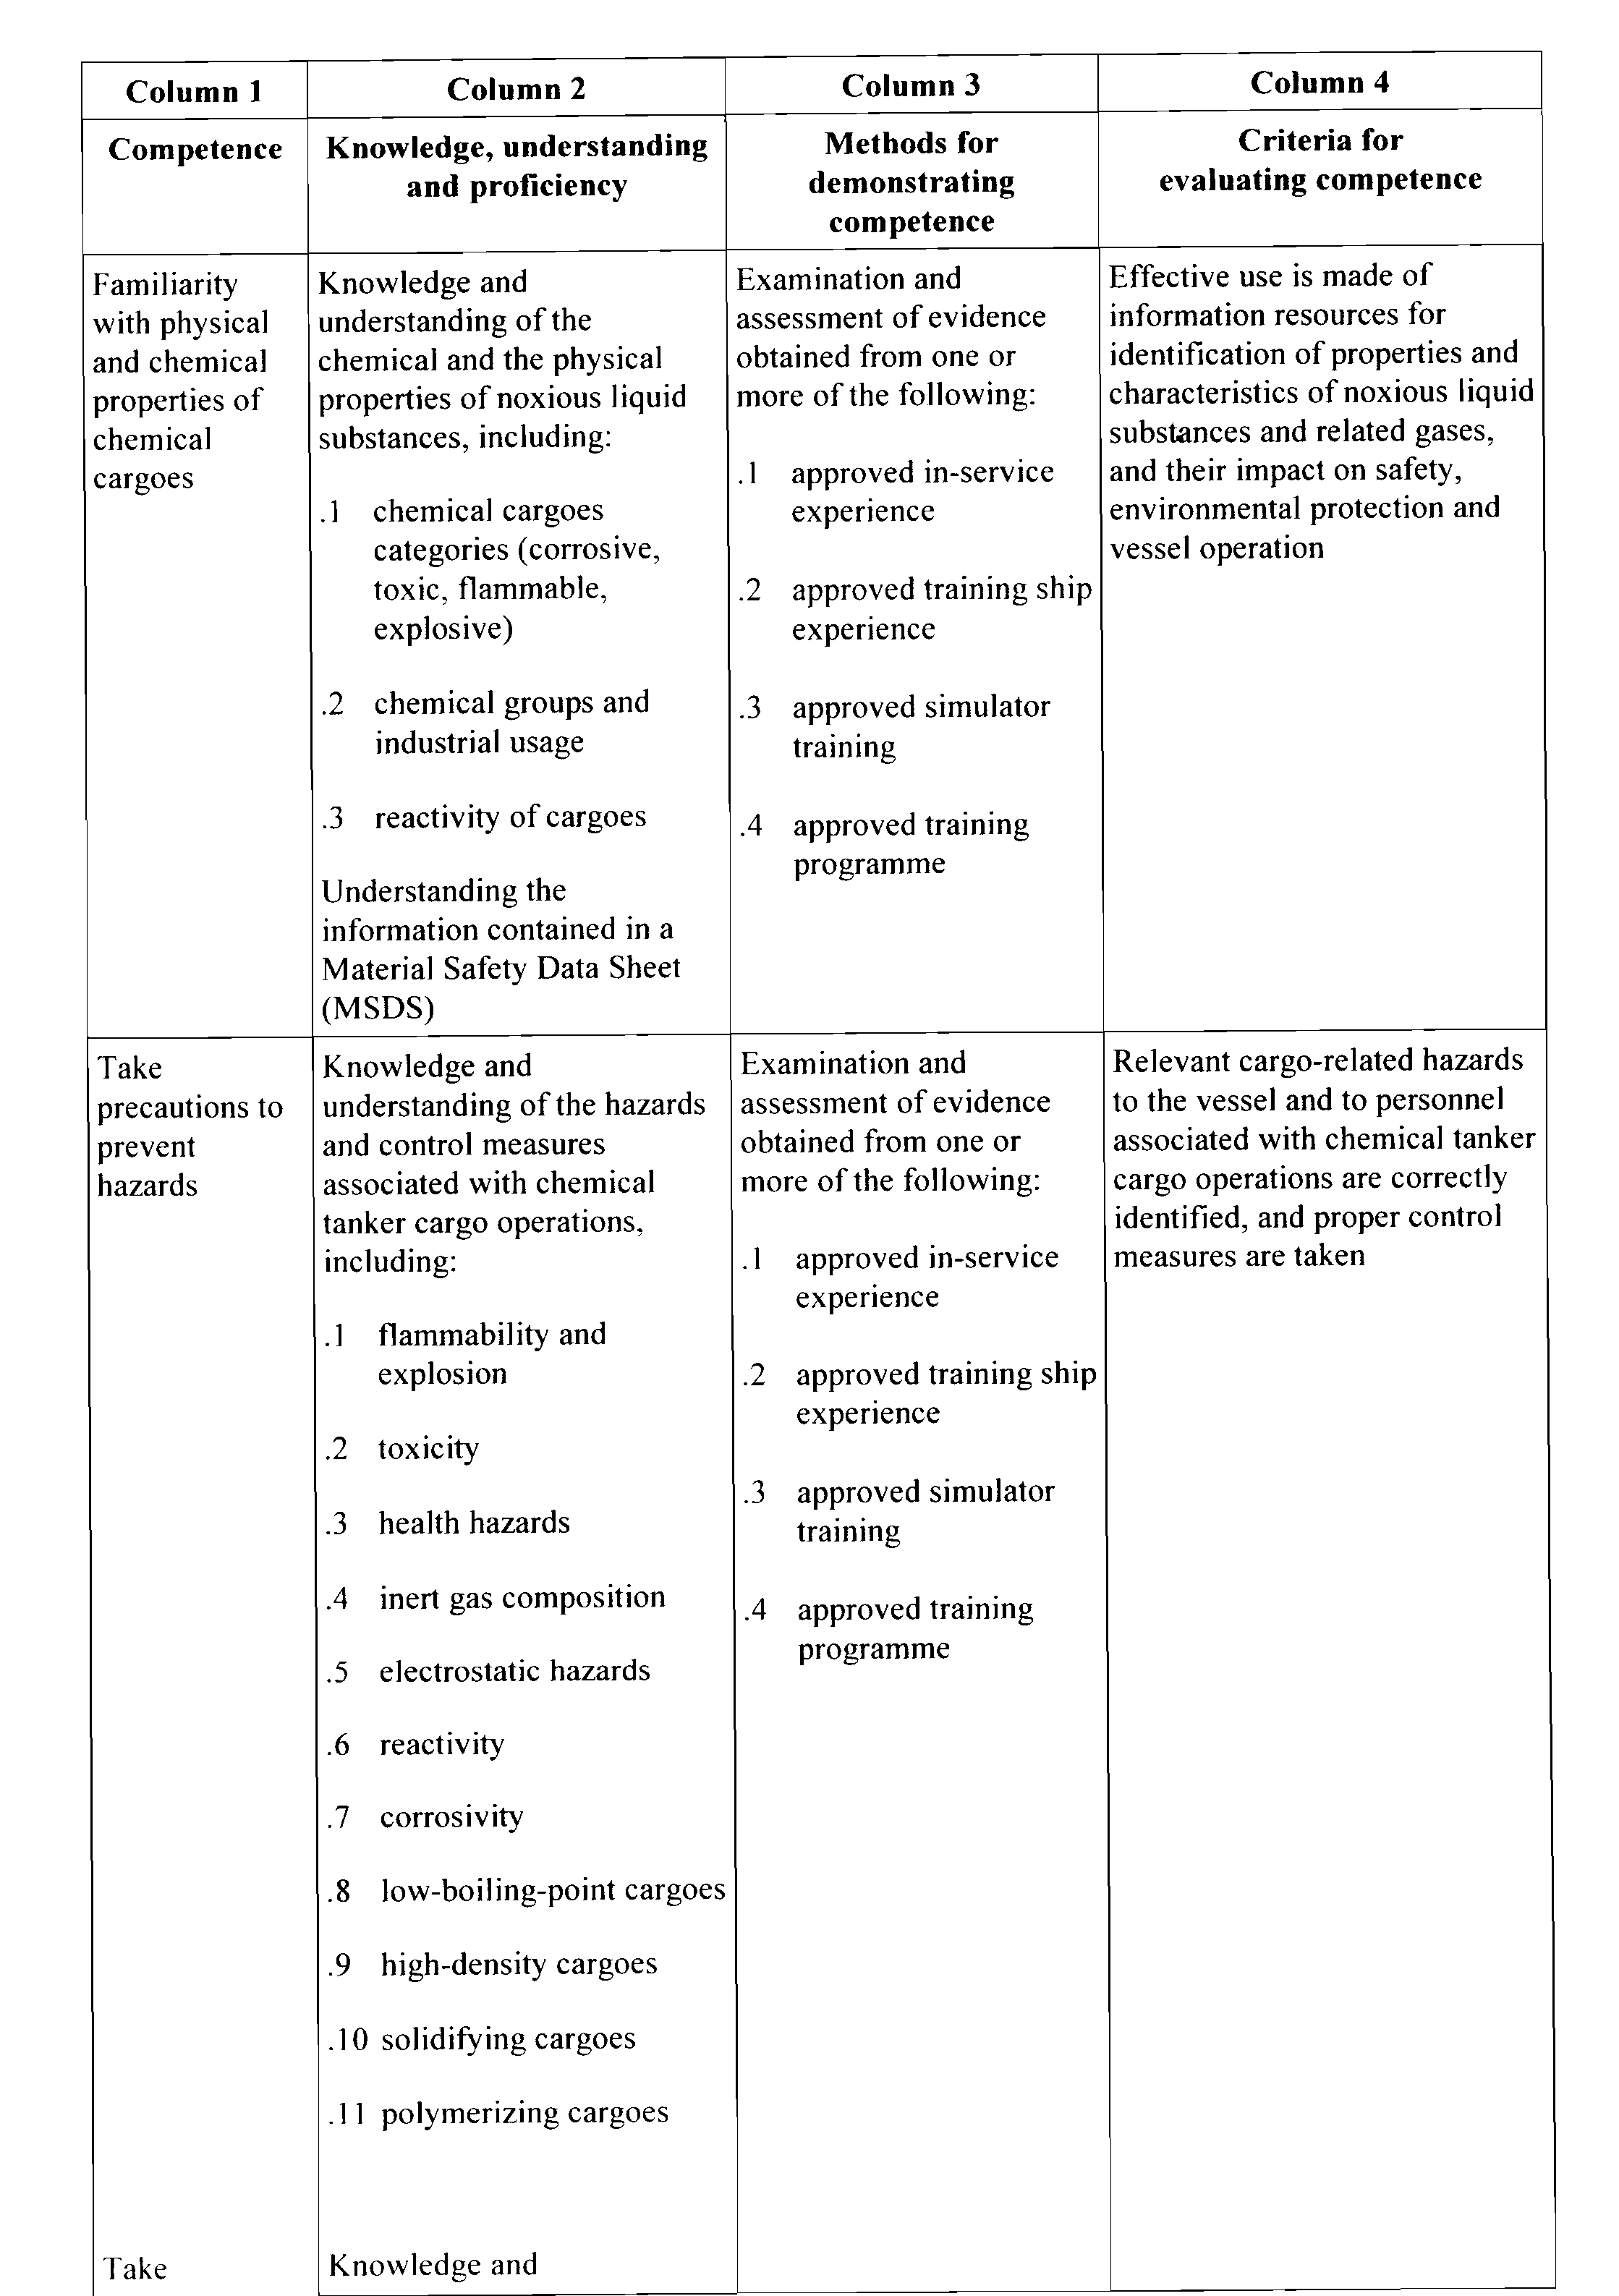 Column 1
Column 2
Column 3
Column 4
Competence
Knowledge, understanding
and proficiency
Methods for
demonstrating
competence
Criteria for
evaluating competence
Familiarity
with physical
and chemical
properties of
chemical
cargoes
Knowledge and
understanding of the
chemical and the physical
properties of noxious liquid
substances, including:
.1 chemical cargoes
categories (corrosive,
toxic, flammable,
explosive)
.2 chemical groups and
industrial usage
.3 reactivity of cargoes
Understanding the
information contained in a
Material Safety Data Sheet
(MSDS)
Examination and
assessment of evidence
obtained from one or
more of the following:
.1 approved in-service
experience
.2 approved training ship
experience
.3 approved simulator
training
.4 approved training
programme
Effective use is made of
information resources for
identification of properties and
characteristics of noxious liquid
substances and related gases,
and their impact on safety,
environmental protection and
vessel operation
Take
precautions to
prevent
hazards
Knowledge and
understanding of the hazards
and control measures
associated with chemical
tanker cargo operations,
including:
.1 flammability and
explosion
.2 toxicity
.3 health hazards
.4 inert gas composition
.5 electrostatic hazards
.6 reactivity
.7 corrosivity
.8 low-boiling-point cargoes
.9 high-density cargoes
.10 solidifying cargoes
.11 polymerizing cargoes
Examination and
assessment of evidence
obtained from one or
more of the following:
.1 approved in-service
experience
.2 approved training ship
experience
.3 approved simulator
training
.4 approved training
programme
Relevant cargo-related hazards
to the vessel and to personnel
associated with chemical tanker
cargo operations are correctly
identified, and proper control
measures are taken
Take
Knowledge and